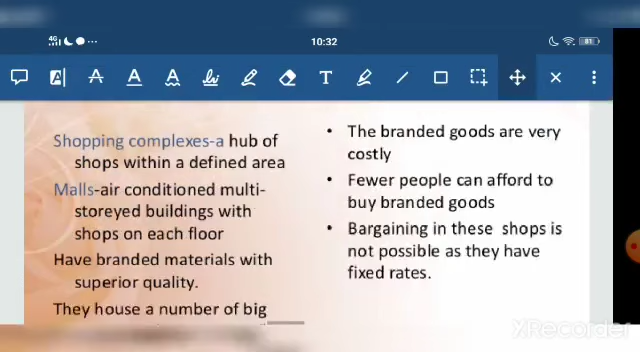 4G
10:32
81
A
A
A
A
T
Shopping complexes-a hub of
shops within a defined area
Malls-air conditioned multi-
storeyed buildings with
shops on each floor
Have branded materials with
superior quality.
They house a number of big
• The branded goods are very
costly
• Fewer people can afford to
buy branded goods
• Bargaining in these shops is
not possible as they have
fixed rates.
XRecorder